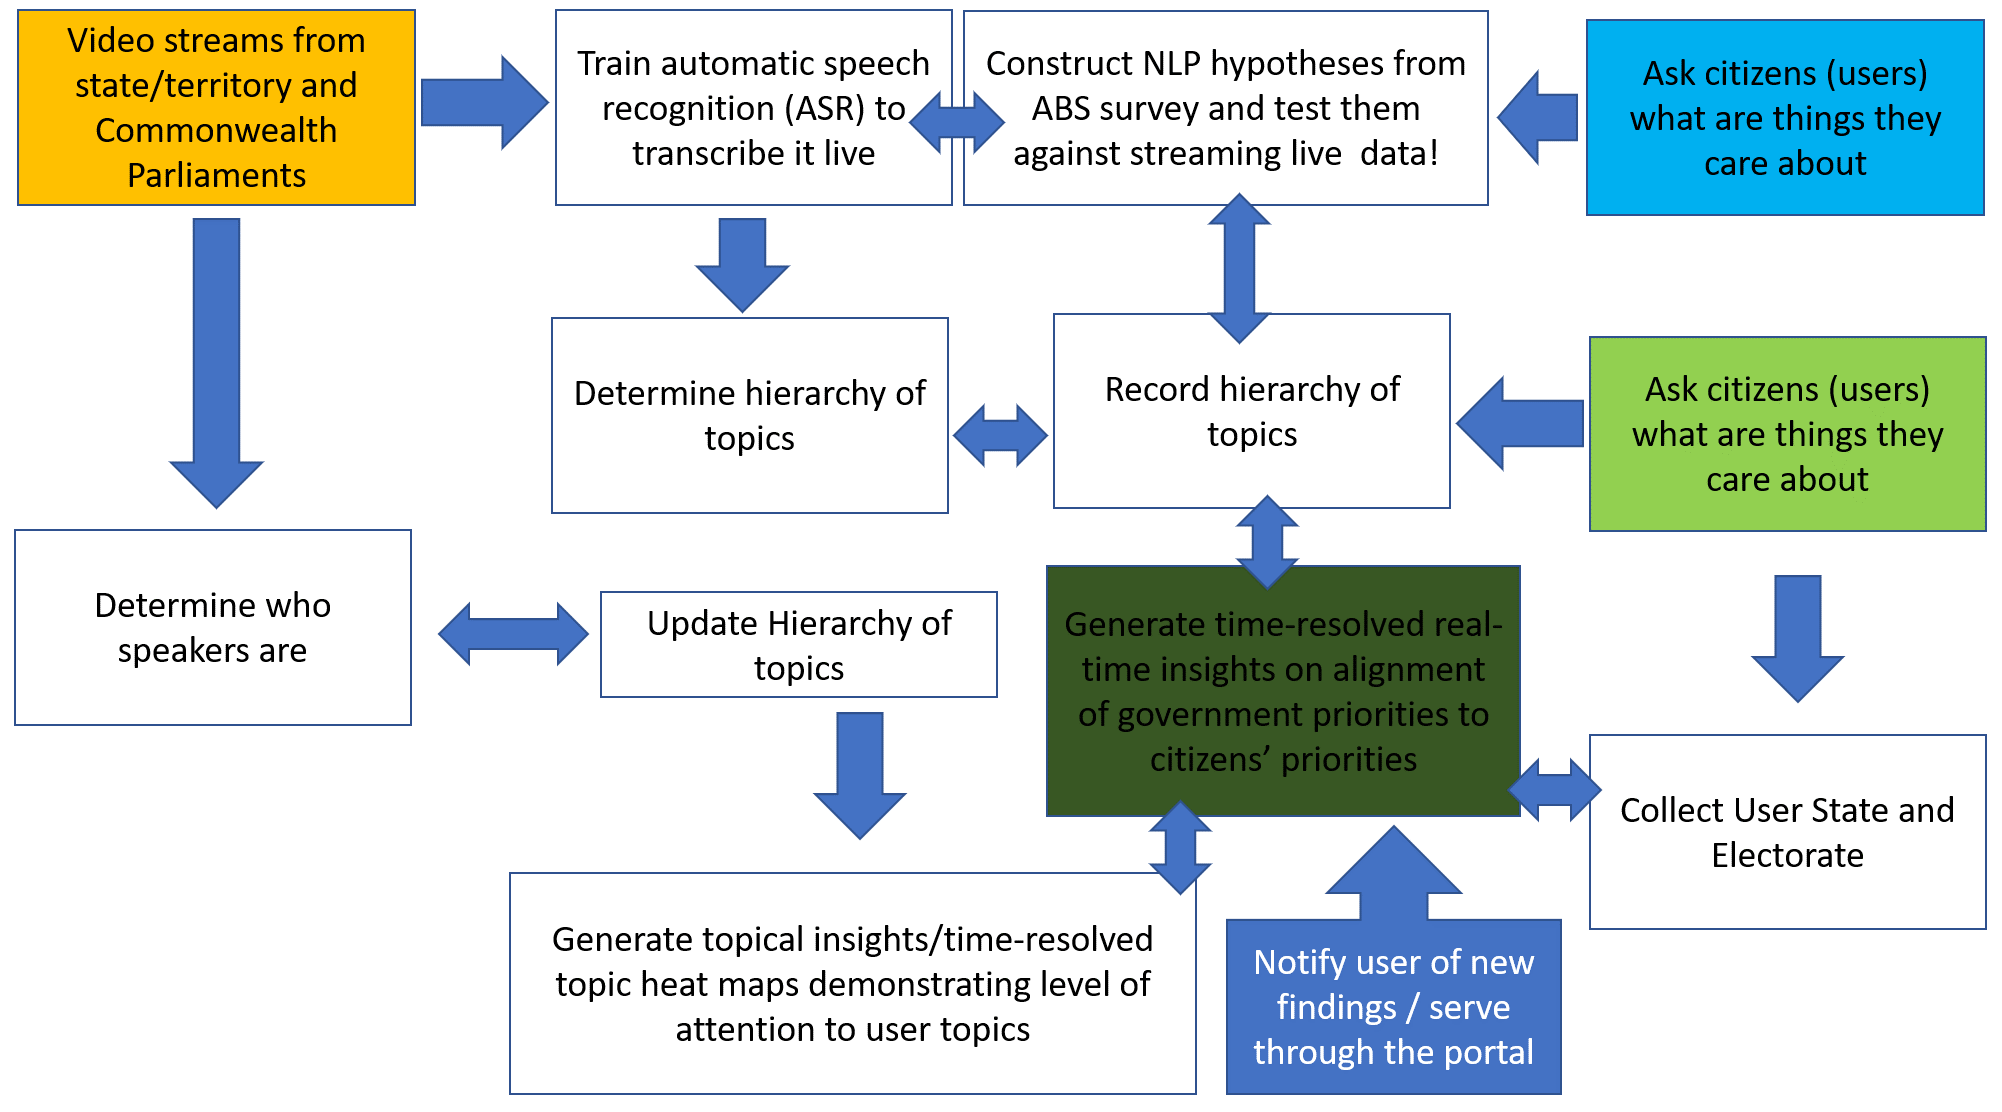 Video streams from
state/territory and
Commonwealth
Parliaments
Train automatic speech
recognition (ASR) to
transcribe it live
Construct NLP hypotheses from
ABS survey and test them
against streaming live  data!
Ask citizens (users)
what are things they
care about
Determine hierarchy of
topics
Record hierarchy of
topics
Ask citizens (users)
what are things they
care about
Determine who
speakers are
Update Hierarchy of
topics
Generate time-resolved real-
time insights on alignment
of government priorities to
citizens’ priorities
Collect User State and
Electorate
Generate topical insights/time-resolved
topic heat maps demonstrating level of
attention to user topics
Notify user of new
findings / serve
through the portal